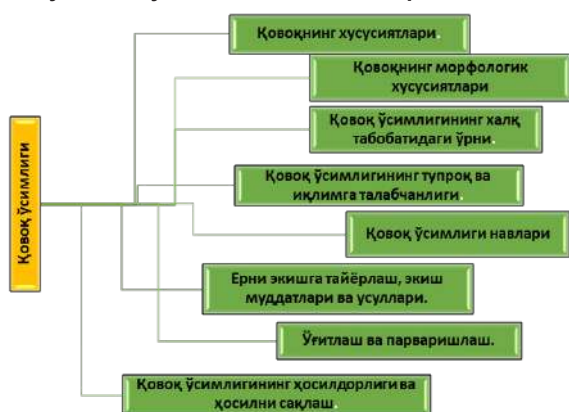 Қовоқнинг хусусиятлари.
Қовоқнинг морфологик
хусусиятлари
Қовоқ ўсимлигининг халқ
табобатидаги ўрни.
Қовоқ ўсимлиги
Қовоқ ўсимлигининг тупроқ ва
иқлимга талабчанлиги.
Қовоқ ўсимлиги навлари
Ерни экишга тайёрлаш, экиш
муддатлари ва усуллари.
Ўғитлаш ва парваришлаш.
Қовоқ ўсимлигининг ҳосилдорлиги ва
ҳосилни сақлаш.